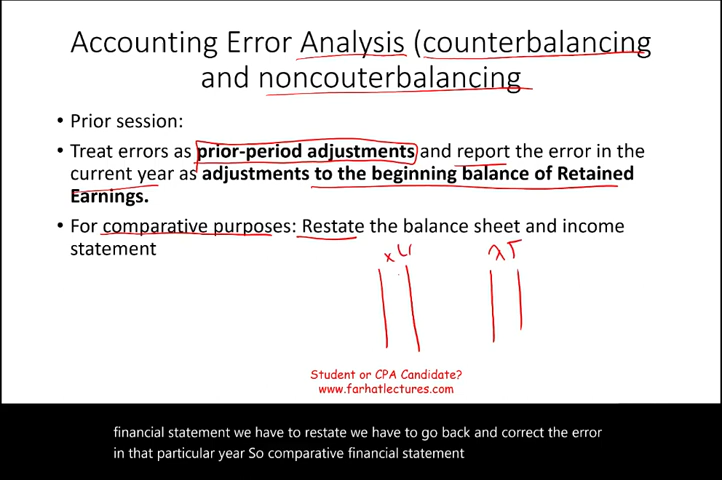 Accounting Error Analysis (counterbalancing
and noncouterbalancing
• Prior session:
• Treat errors as prior-period adjustments and report the error in the
current year as adjustments to the beginning balance of Retained
Earnings.
• For comparative purposes: Restate the balance sheet and income
statement
Student or CPA Candidate?
www.farhatlectures.com
financial statement we have to restate we have to go back and correct the error
in that particular year So comparative financial statement